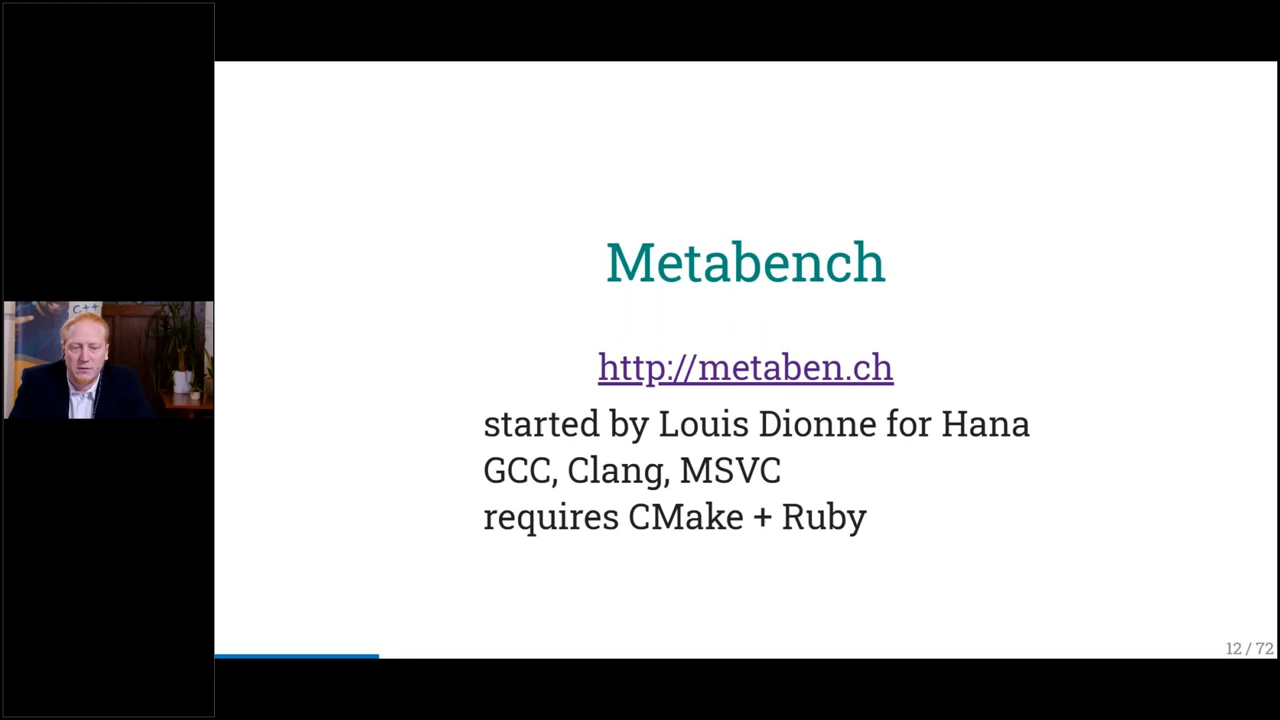 C++
Metabench
http://metaben.ch
started by Louis Dionne for Hana
GCC, Clang, MSVC
requires CMake + Ruby
12 / 72